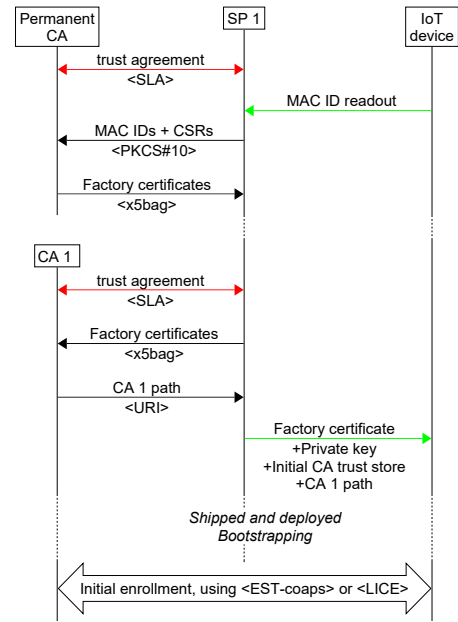 Permanent
CA
SP 1
IoT
device
trust agreement
<SLA>
MAC ID readout
MAC IDs + CSRs
<PKCS#10>
Factory certificates
<x5bag>
CA 1
trust agreement
<SLA>
Factory certificates
<x5bag>
CA 1 path
<URI>
Factory certificate
+Private key
+Initial CA trust store
+CA 1 path
Shipped and deployed
Bootstrapping
Initial enrollment, using <EST-coaps> or <LICE>